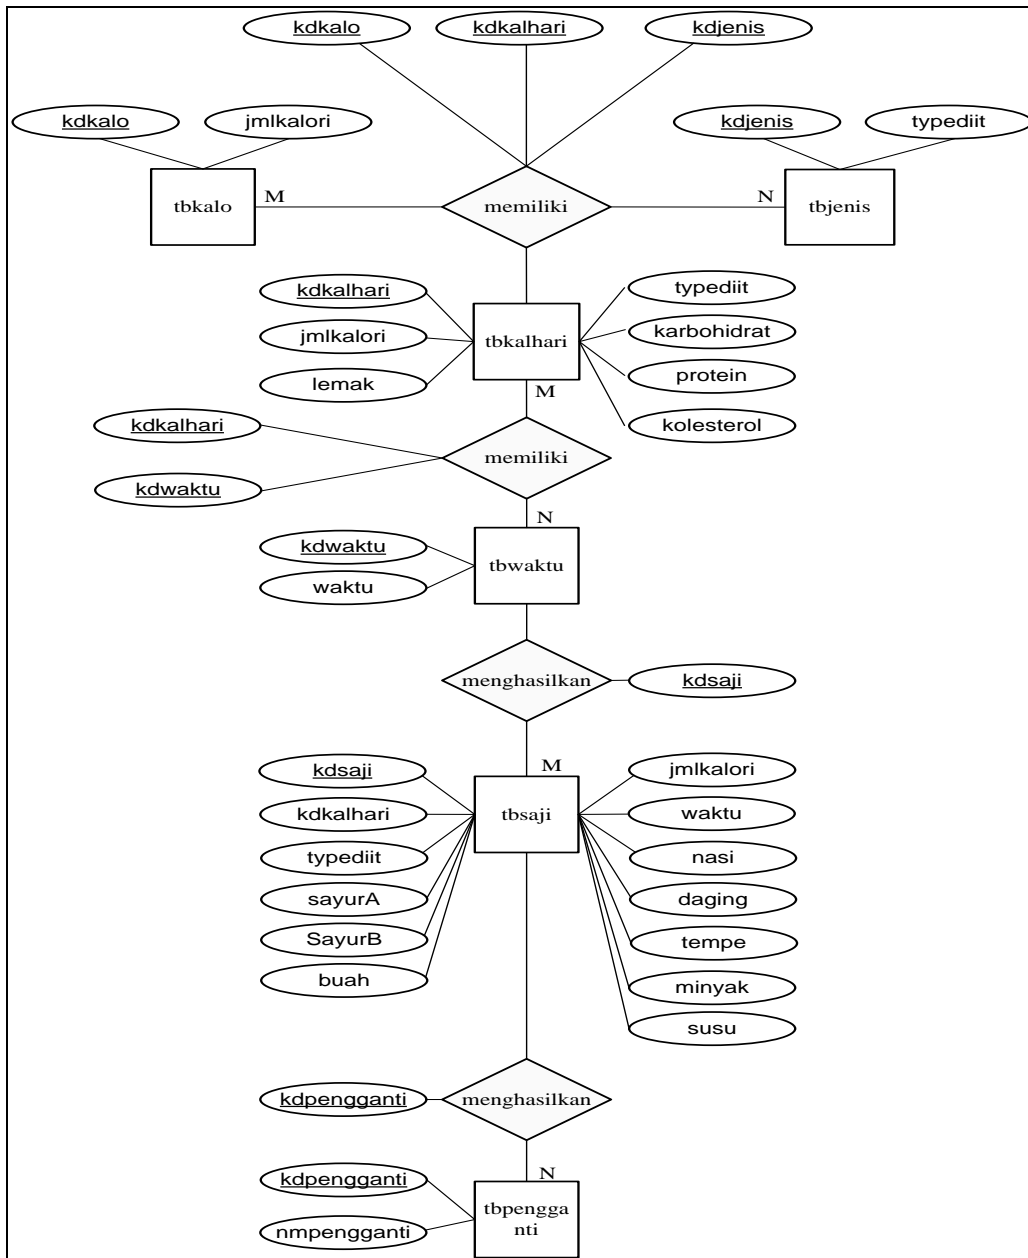 kdkalo
kdkalhari
kdjenis
kdkalo
jmlkalori
kdjenis
typediit
tbkalo
M
memiliki
N
tbjenis
kdkalhari
jmlkalori
lemak
tbkalhari
typediit
karbohidrat
protein
kolesterol
M
kdkalhari
kdwaktu
memiliki
N
kdwaktu
waktu
tbwaktu
menghasilkan
kdsaji
M
kdsaji
kdkalhari
typediit
sayurA
SayurB
buah
tbsaji
jmlkalori
waktu
nasi
daging
tempe
minyak
susu
kdpengganti
menghasilkan
N
kdpengganti
nmpengganti
tbpengga
nti